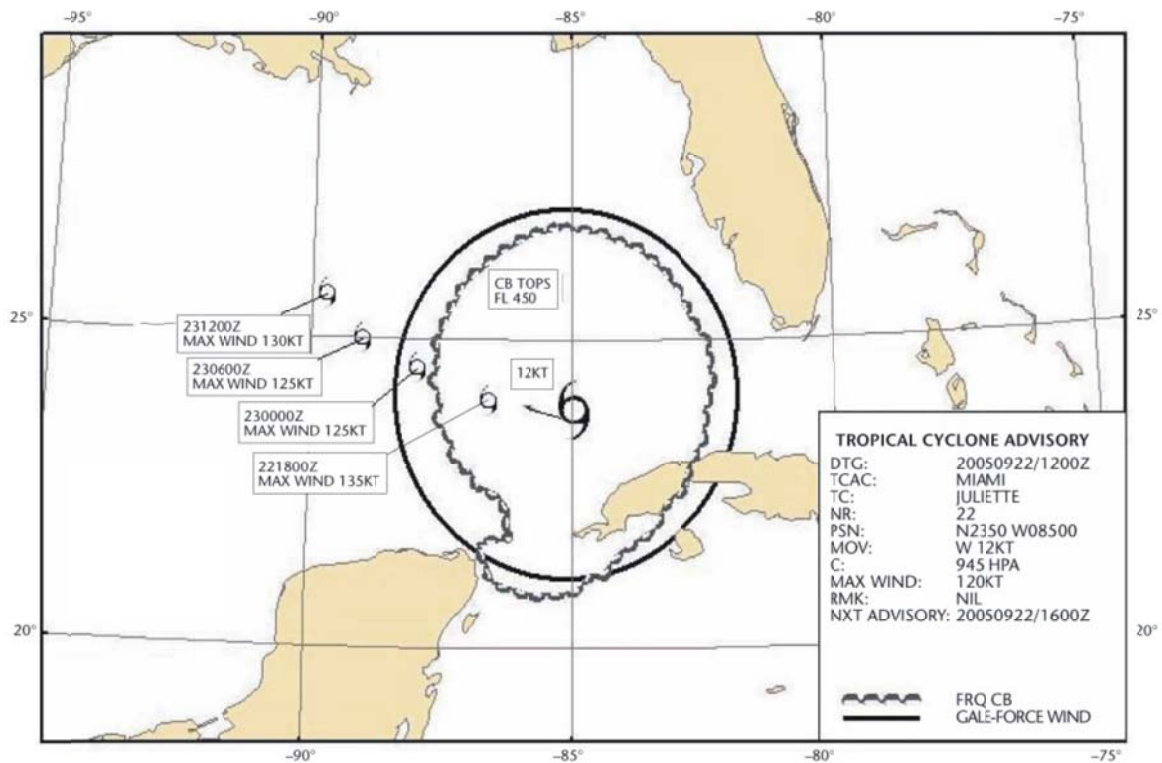 −95°
−90°
−85°
−80°
−75°
CB TOPS
FL 450
25°
25°
231200Z
MAX WIND 130KT
230600Z
MAX WIND 125KT
12KT
230000Z
MAX WIND 125KT
221800Z
MAX WIND 135KT
TROPICAL CYCLONE ADVISORY
DTG: 20050922/1200Z
TCAC: MIAMI
TC: JULIETTE
NR: 22
PSN: N2350 W08500
MOV: W 12KT
C: 945 HPA
MAX WIND: 120KT
RMK: NIL
NXT ADVISORY: 20050922/1600Z
20°
20°
FRQ CB
GALE-FORCE WIND
−90°
−85°
−80°
−75°